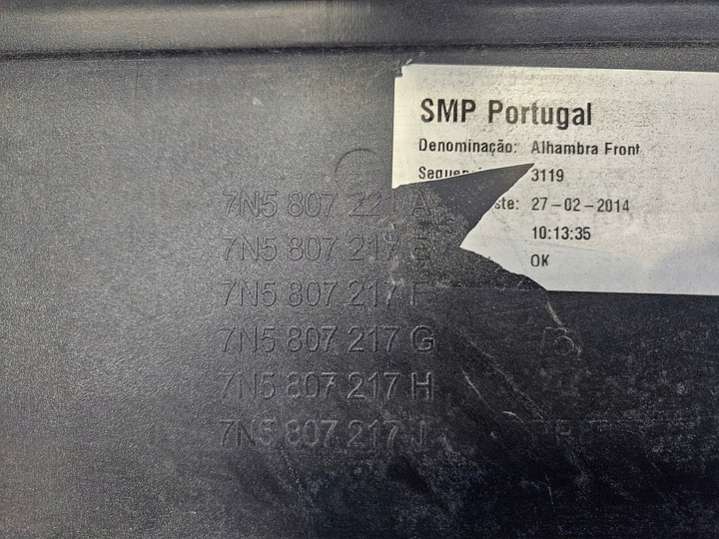 SMP Portugal
Denominação: Alhambra Front
3119
27-02-2014
10:13:35
OK
7N5 807 221 A
7N5 807 217
7N5 807 217 F
7N5 807 217 G
7N5 807 217 H
7N5 807 217 J